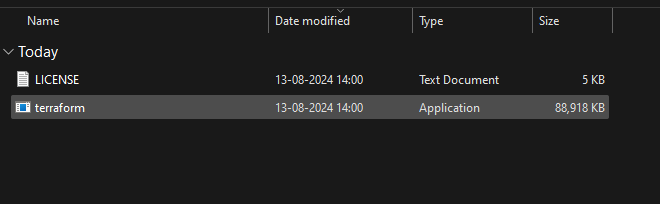 Name Date modified Type Size
Today
LICENSE 13-08-2024 14:00 Text Document 5 KB
terraform 13-08-2024 14:00 Application 88,918 KB